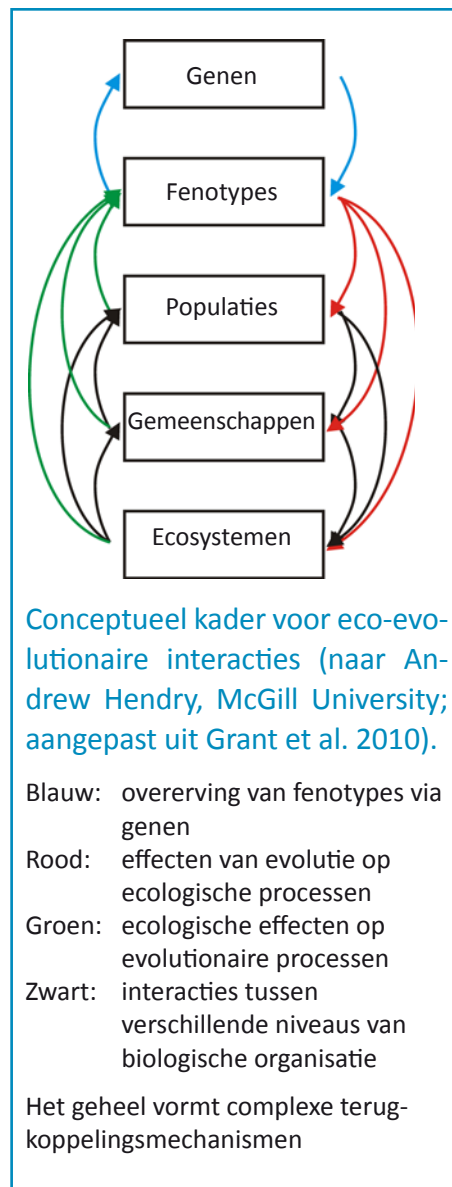 Genen
Fenotypes
Populaties
Gemeenschappen
Ecosystemen
Conceptueel kader voor eco-evo-
lutionaire interacties (naar An-
drew Hendry, McGill University;
aangepast uit Grant et al. 2010).
Blauw: overerving van fenotypes via
genen
Rood: effecten van evolutie op
ecologische processen
Groen: ecologische effecten op
evolutionaire processen
Zwart: interacties tussen
verschillende niveaus van
biologische organisatie
Het geheel vormt complexe terug-
koppelingsmechanismen